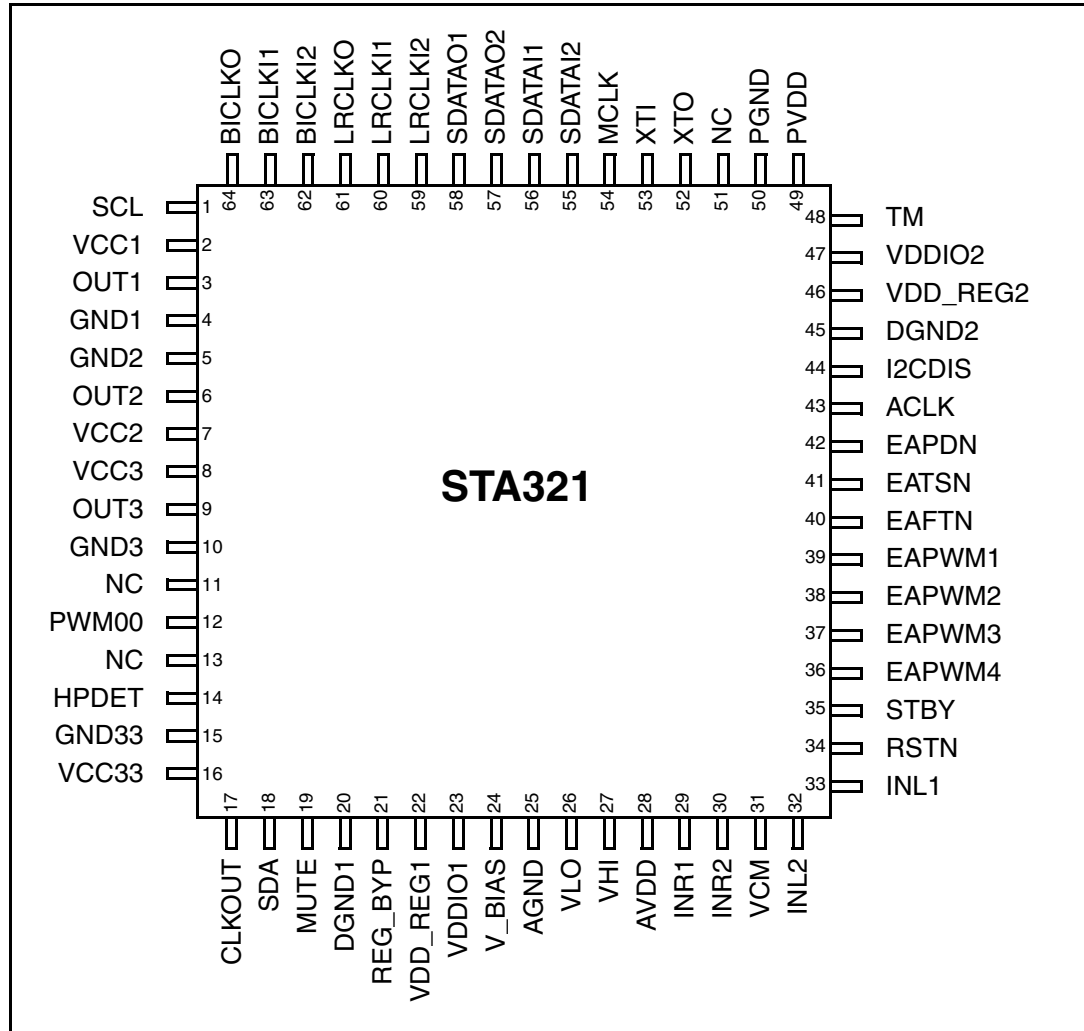 BICLKO
BICLKI1
BICLKI2
LRCLKO
LRCLKI1
LRCLKI2
SDATAO1
SDATAO2
SDATAI1
SDATAI2
MCLK
XTI
XTO
NC
PGND
PVDD
64
63
62
61
60
59
58
57
56
55
54
53
52
51
50
49
SCL 1
VCC1 2
OUT1 3
GND1 4
GND2 5
OUT2 6
VCC2 7
VCC3 8
OUT3 9
GND3 10
NC 11
PWM00 12
NC 13
HPDET 14
GND33 15
VCC33 16
STA321
48 TM
47 VDDIO2
46 VDD_REG2
45 DGND2
44 I2CDIS
43 ACLK
42 EAPDN
41 EATSN
40 EAFTN
39 EAPWM1
38 EAPWM2
37 EAPWM3
36 EAPWM4
35 STBY
34 RSTN
33 INL1
17
18
19
20
21
22
23
24
25
26
27
28
29
30
31
32
CLKOUT
SDA
MUTE
DGND1
REG_BYP
VDD_REG1
VDDIO1
V_BIAS
AGND
VLO
VHI
AVDD
INR1
INR2
VCM
INL2